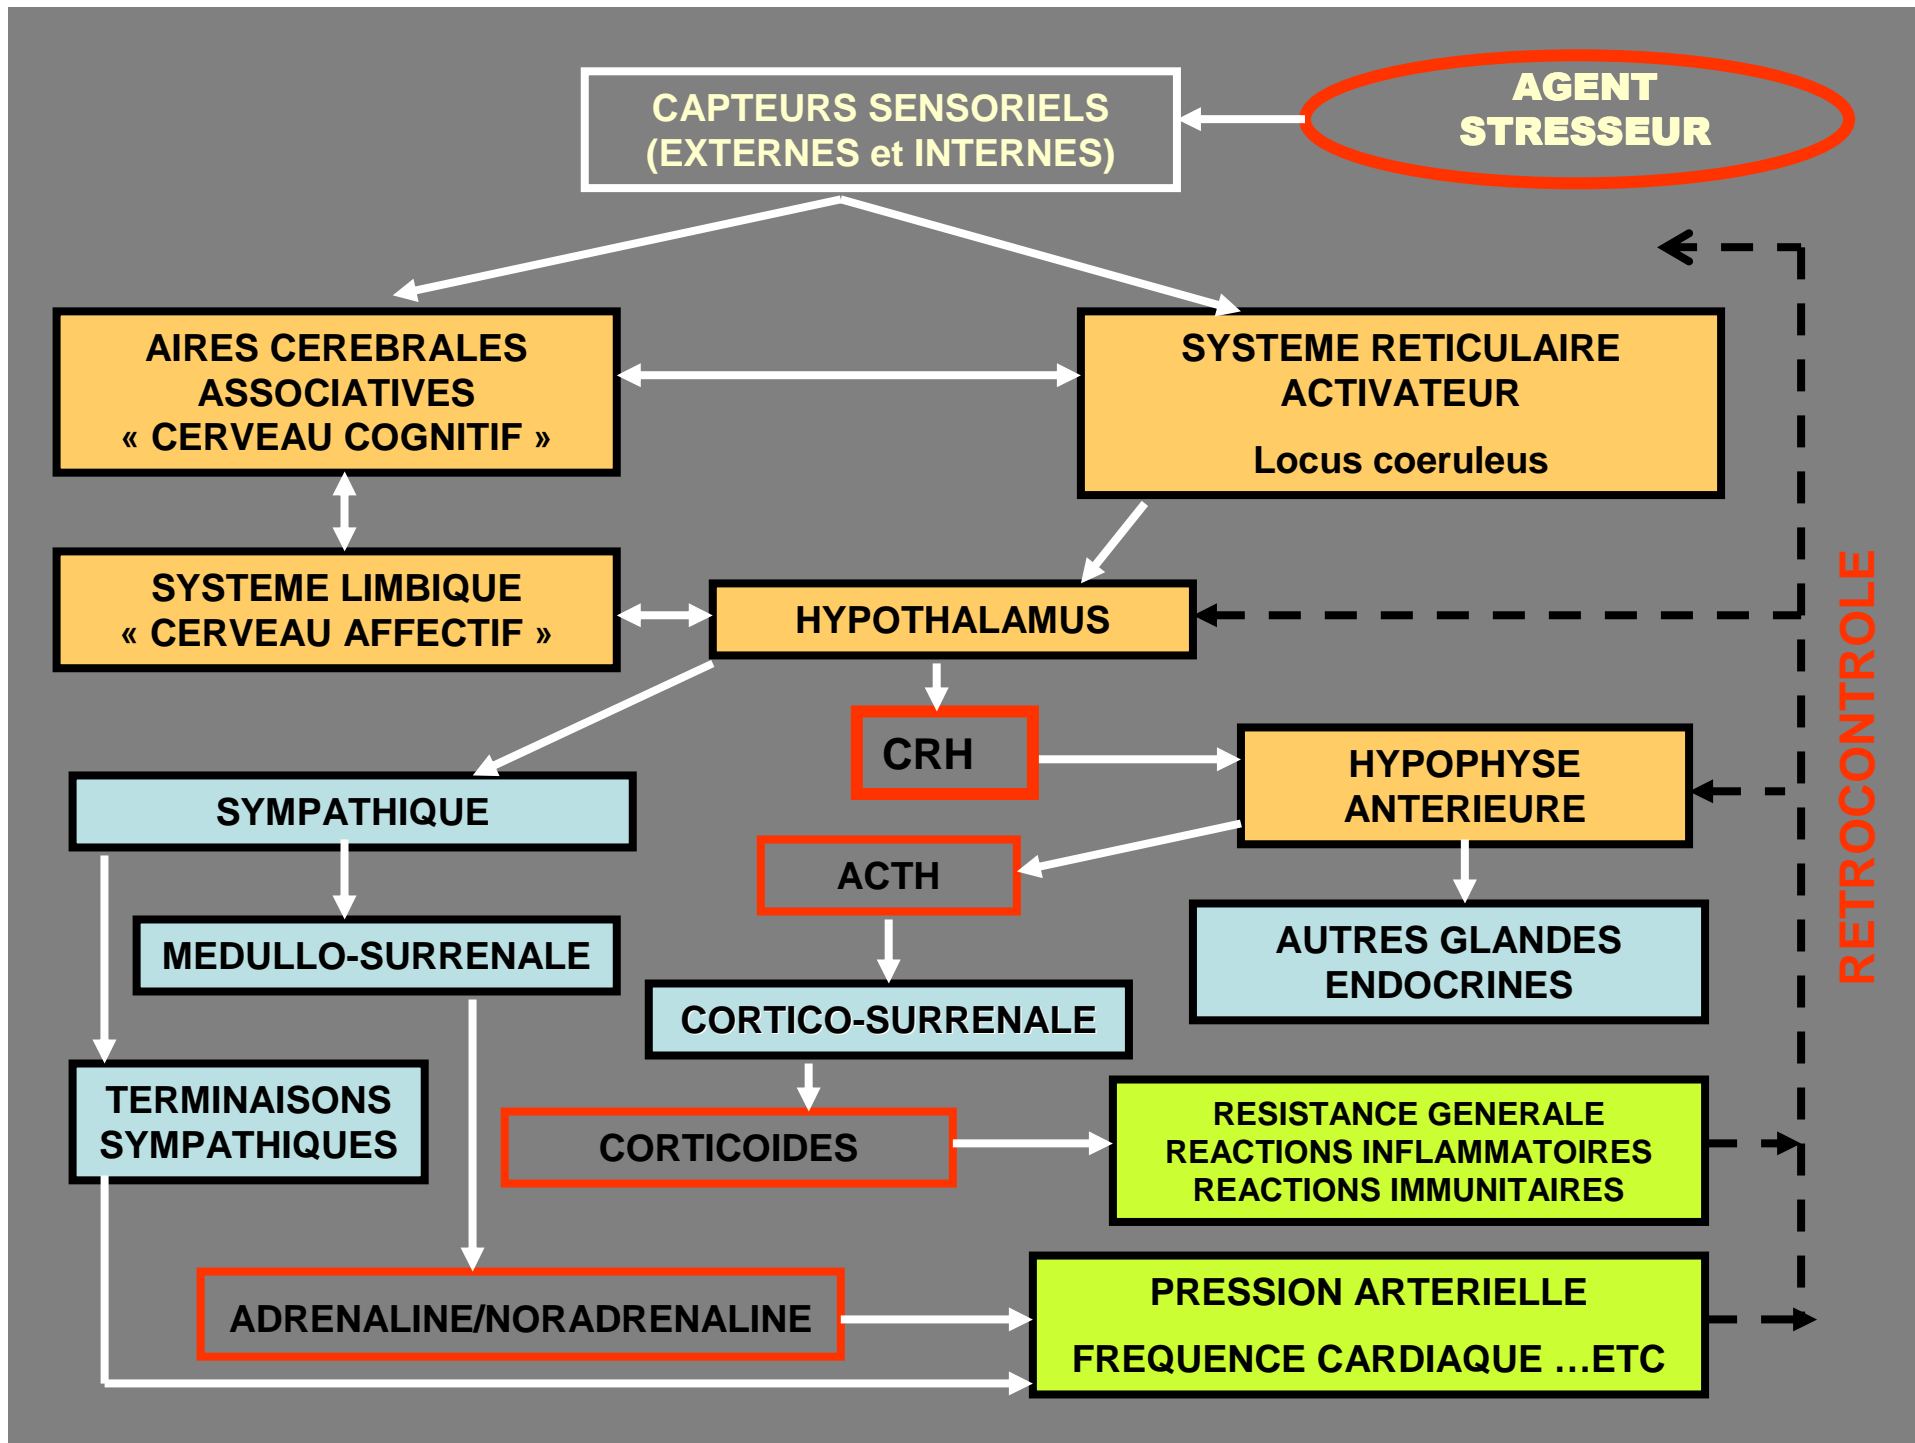 AGENT
STRESSEUR
CAPTEURS SENSORIELS
(EXTERNES et INTERNES)
AIRES CEREBRALES
ASSOCIATIVES
« CERVEAU COGNITIF »
SYSTEME RETICULAIRE
ACTIVATEUR
Locus coeruleus
SYSTEME LIMBIQUE
« CERVEAU AFFECTIF »
HYPOTHALAMUS
RETROCONTROLE
CRH
HYPOPHYSE
ANTERIEURE
SYMPATHIQUE
ACTH
MEDULLO-SURRENALE
AUTRES GLANDES
ENDOCRINES
CORTICO-SURRENALE
TERMINAISONS
SYMPATHIQUES
CORTICOIDES
RESISTANCE GENERALE
REACTIONS INFLAMMATOIRES
REACTIONS IMMUNITAIRES
ADRENALINE/NORADRENALINE
PRESSION ARTERIELLE
FREQUENCE CARDIAQUE …ETC